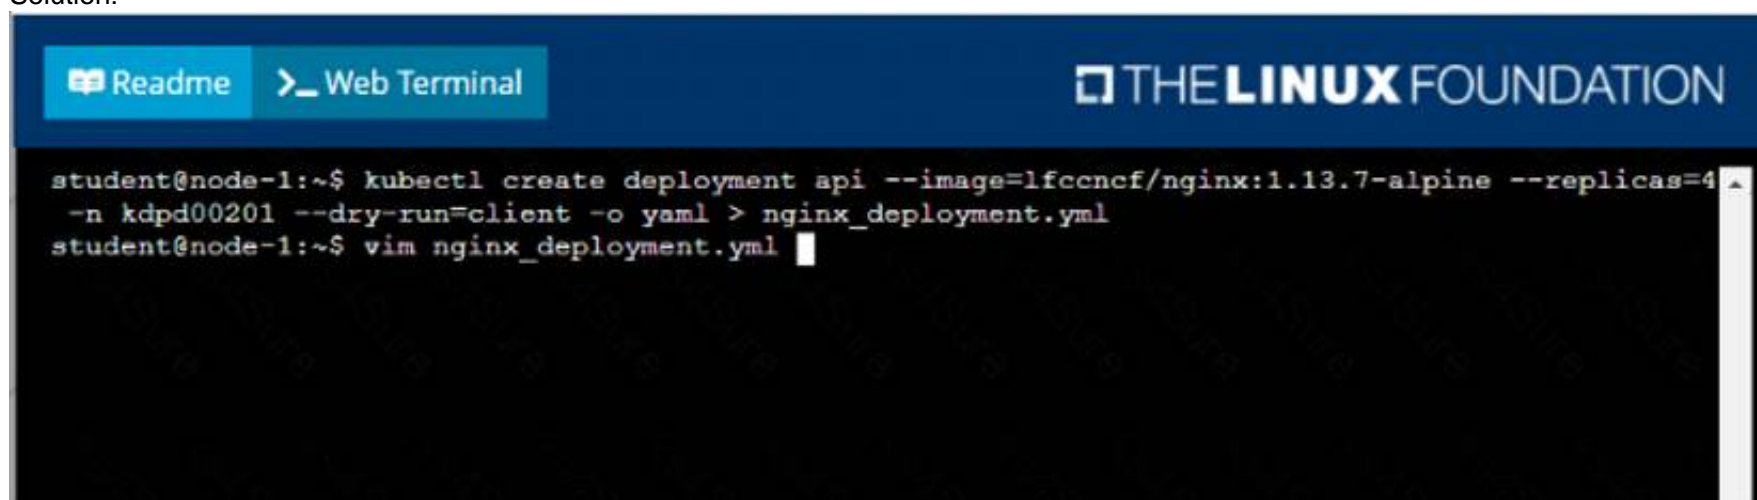 Solution:
Readme >_ Web Terminal THE LINUX FOUNDATION
student@node-1:~$ kubectl create deployment api --image=lfccncf/nginx:1.13.7-alpine --replicas=4
-n kdpd00201 --dry-run=client -o yaml > nginx_deployment.yml
student@node-1:~$ vim nginx_deployment.yml